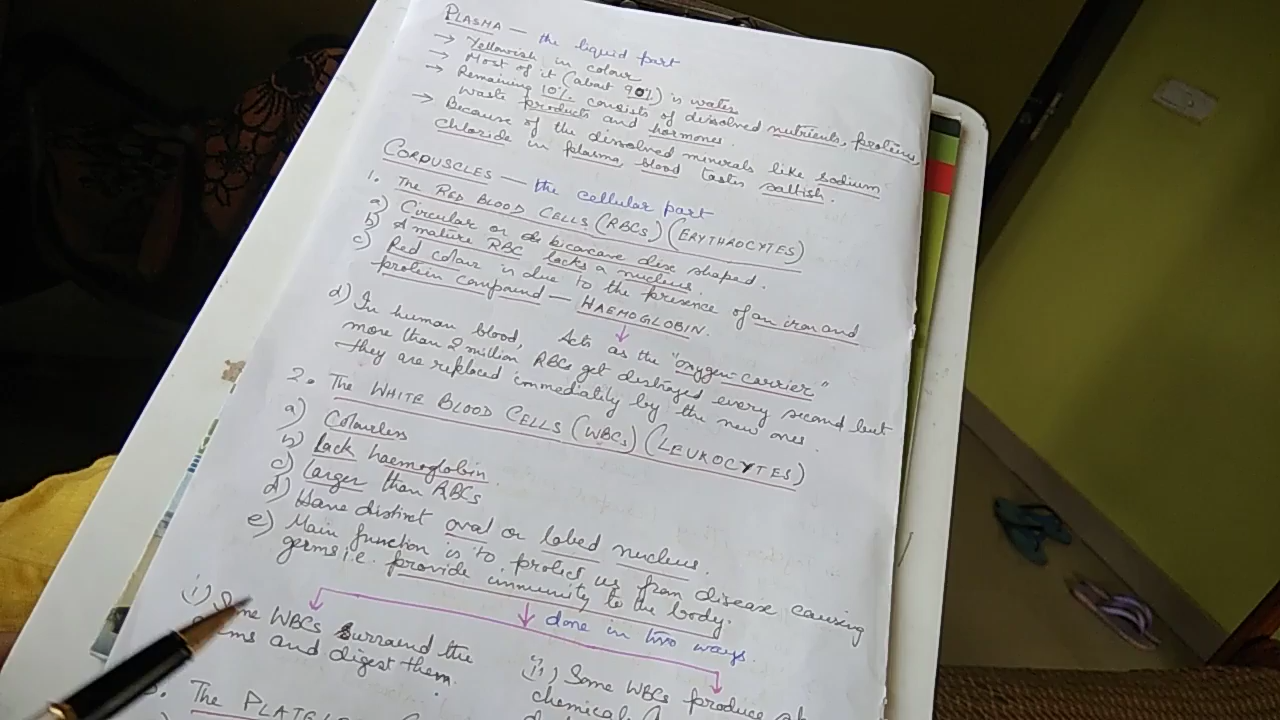 PLASMA — the liquid part
→ Yellowish in colour
→ Most of it (about 90%) is water
→ Remaining 10% consists of dissolved nutrients, proteins,
waste products and hormones.
→ Because of the dissolved minerals like sodium
chloride in plasma, blood tastes saltish.
CORPUSCLES — the cellular part
1. The RED BLOOD CELLS (RBCs) (ERYTHROCYTES)
a) Circular or biconcave disc shaped.
b) A mature RBC lacks a nucleus.
c) Red colour is due to the presence of an iron and
protein compound — HAEMOGLOBIN.
Acts as the "oxygen-carrier"
d) In human blood,
more than 2 million RBCs get destroyed every second but
they are replaced immediately by the new ones
2. The WHITE BLOOD CELLS (WBCs) (LEUKOCYTES)
a) Colourless
b) Lack haemoglobin.
c) Larger than RBCs
d) Have distinct oval or lobed nucleus.
e) Main function is to protect us from disease causing
germs i.e. provide immunity to the body.
done in two ways.
i) Some WBCs surround the
and digest them.
ii) Some WBCs produce
chemical
The